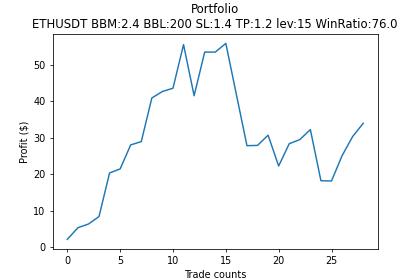 Portfolio
ETHUSDT BBM:2.4 BBL:200 SL:1.4 TP:1.2 lev:15 WinRatio:76.0
Profit ($)
50
40
30
20
10
0
0 5 10 15 20 25
Trade counts